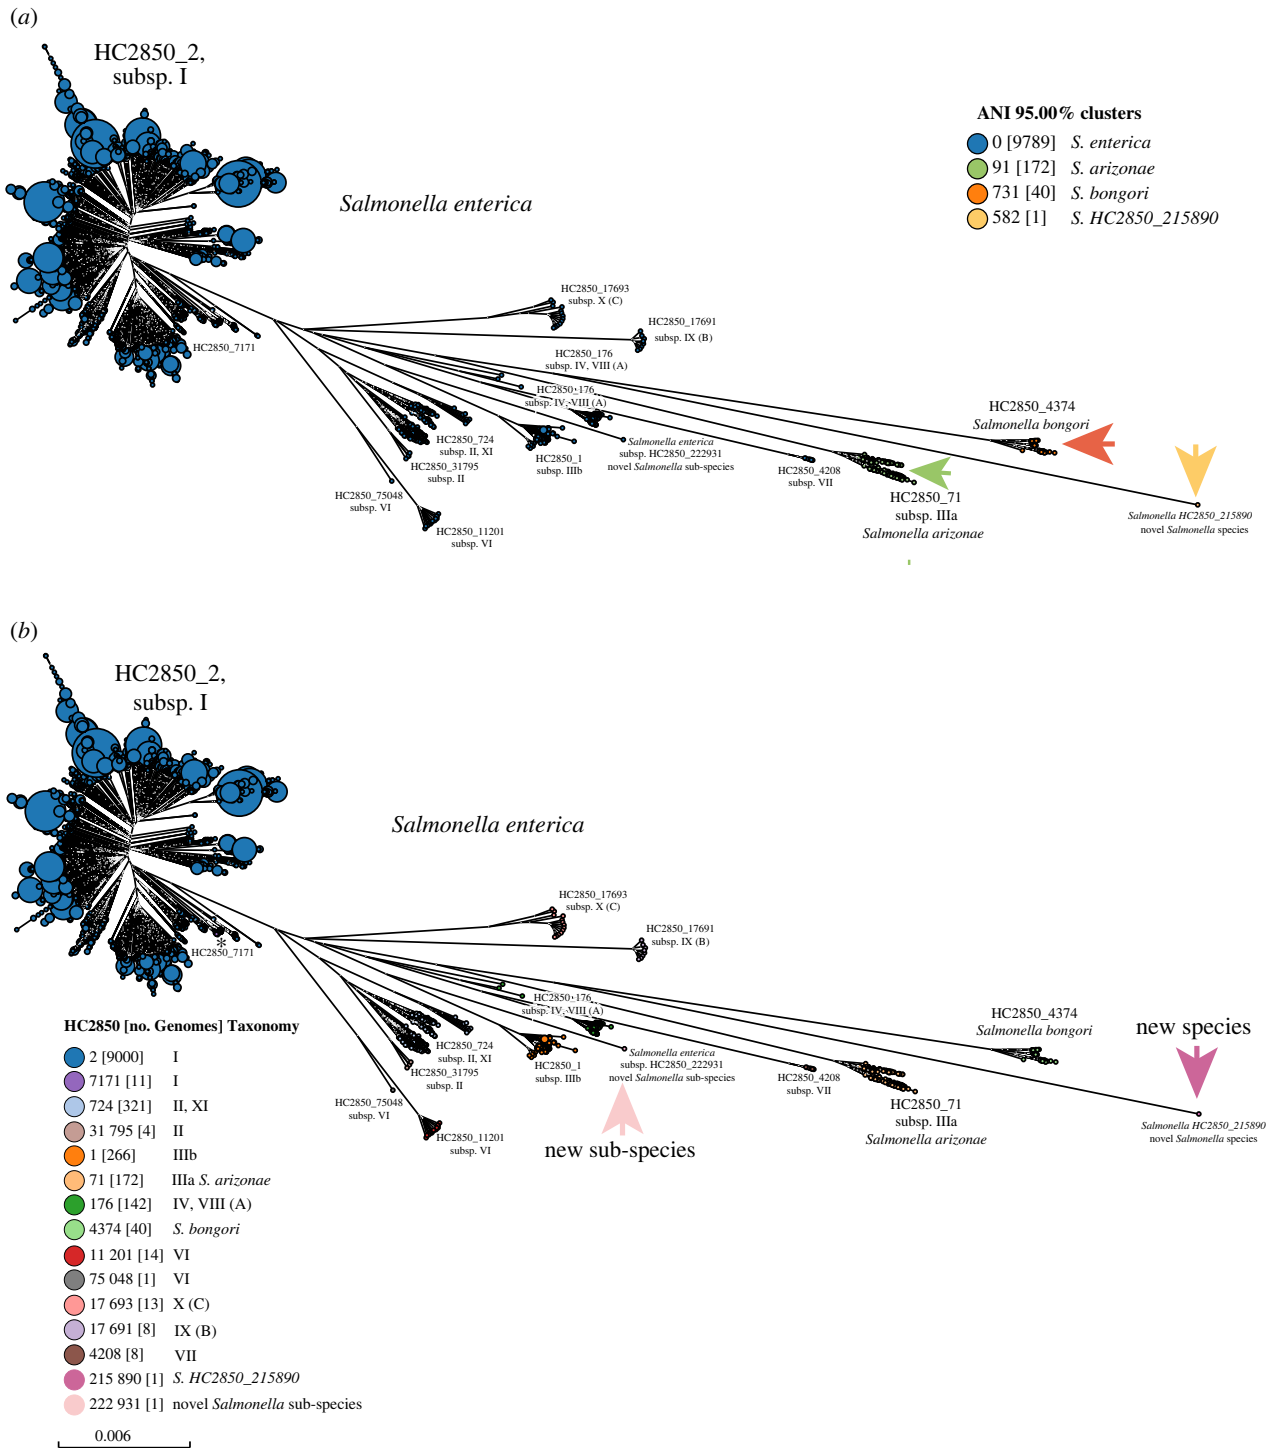 (a)
HC2850_2,
subsp. I
Salmonella enterica
ANI 95.00% clusters
0 [9789] S. enterica
91 [172] S. arizonae
731 [40] S. bongori
582 [1] S. HC2850_215890
HC2850_7171
HC2850_17693
subsp. X (C)
HC2850_17691
subsp. IX (B)
HC2850_176
subsp. IV, VIII (A)
HC2850_176
subsp. IV, VIII (A)
HC2850_724
subsp. II, XI
HC2850_31795
subsp. II
HC2850_1
subsp. IIIb
Salmonella enterica
subsp. HC2850_222931
novel Salmonella sub-species
HC2850_75048
subsp. VI
HC2850_11201
subsp. VI
HC2850_4208
subsp. VII
HC2850_71
subsp. IIIa
Salmonella arizonae
HC2850_4374
Salmonella bongori
Salmonella HC2850_215890
novel Salmonella species
(b)
HC2850_2,
subsp. I
Salmonella enterica
*
HC2850_7171
HC2850_17693
subsp. X (C)
HC2850_17691
subsp. IX (B)
HC2850_176
subsp. IV, VIII (A)
HC2850_724
subsp. II, XI
HC2850_31795
subsp. II
HC2850_1
subsp. IIIb
Salmonella enterica
subsp. HC2850_222931
novel Salmonella sub-species
new sub-species
HC2850_75048
subsp. VI
HC2850_11201
subsp. VI
HC2850_4208
subsp. VII
HC2850_71
subsp. IIIa
Salmonella arizonae
HC2850_4374
Salmonella bongori
new species
Salmonella HC2850_215890
novel Salmonella species
HC2850 [no. Genomes] Taxonomy
2 [9000] I
7171 [11] I
724 [321] II, XI
31 795 [4] II
1 [266] IIIb
71 [172] IIIa S. arizonae
176 [142] IV, VIII (A)
4374 [40] S. bongori
11 201 [14] VI
75 048 [1] VI
17 693 [13] X (C)
17 691 [8] IX (B)
4208 [8] VII
215 890 [1] S. HC2850_215890
222 931 [1] novel Salmonella sub-species
0.006